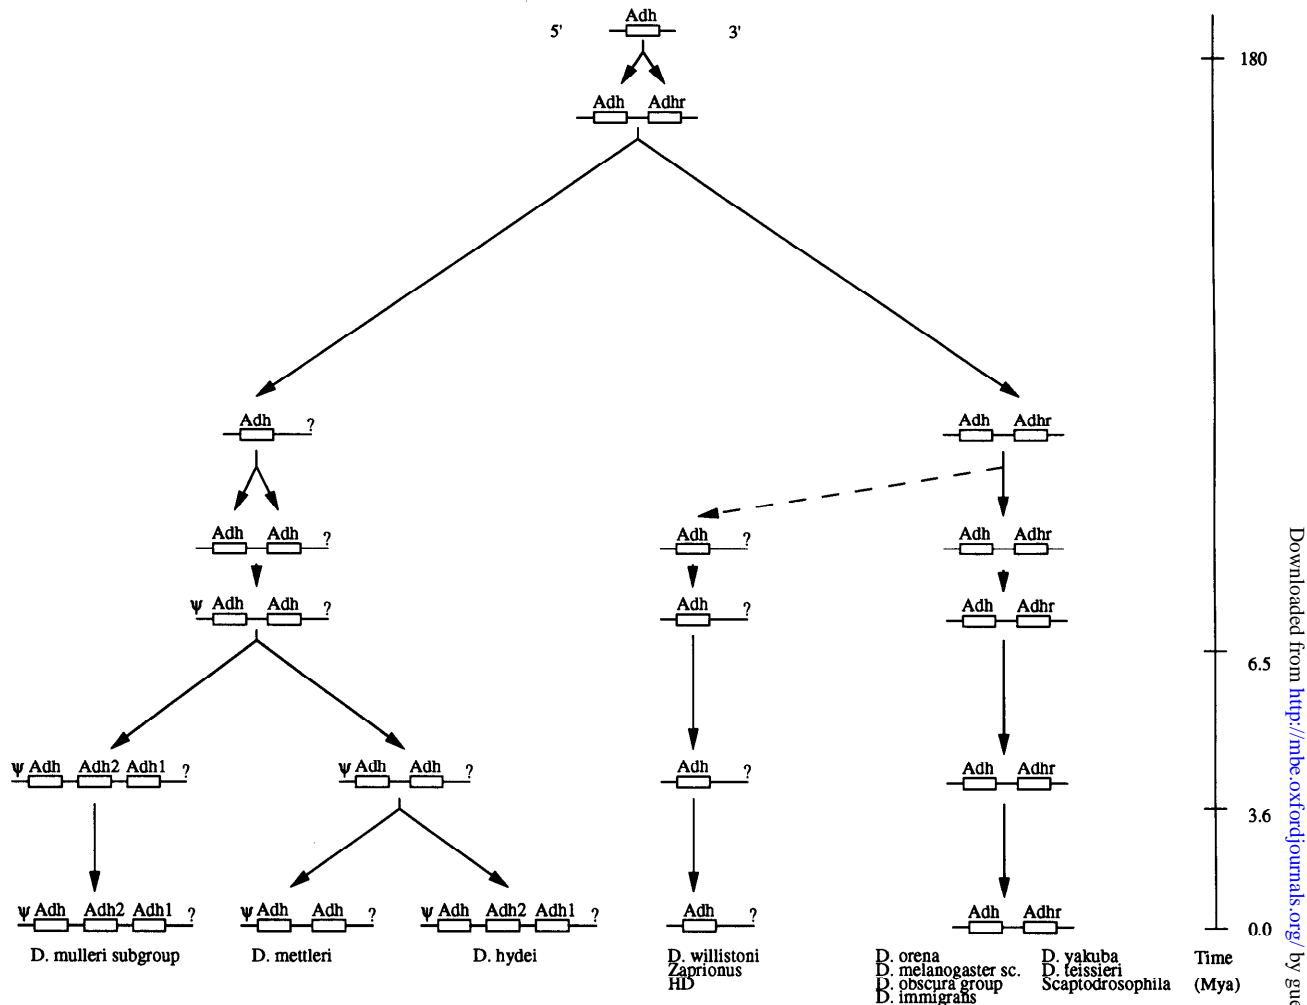 Adh
5' 3'
180
Adh Adhr
Adh ?
Adh Adhr
Adh Adh ?
Adh ?
Adh Adhr
ψ Adh Adh ?
Adh ?
Adh Adhr
6.5
ψ Adh Adh2 Adh1 ?
ψ Adh Adh ?
Adh ?
Adh Adhr
3.6
ψ Adh Adh2 Adh1 ?
ψ Adh Adh ?
ψ Adh Adh2 Adh1 ?
Adh ?
Adh Adhr
0.0
D. mulleri subgroup
D. mettleri
D. hydei
D. willistoni
Zaprionus
HD
D. orena
D. melanogaster sc.
D. obscura group
D. immigrans
D. yakuba
D. teissieri
Scaptodrosophila
Time
(Mya)
Downloaded from http://mbe.oxfordjournals.org/ by